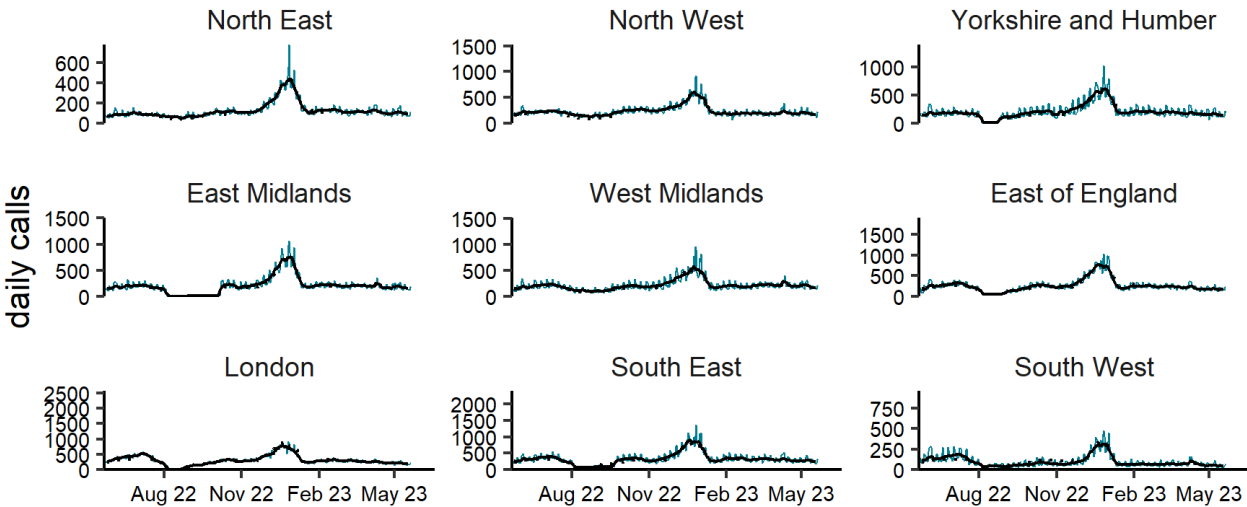 North East
600
400
200
0
North West
1500
1000
500
0
Yorkshire and Humber
1000
500
0
daily calls
East Midlands
1500
1000
500
0
West Midlands
1500
1000
500
0
East of England
1500
1000
500
0
London
2500
2000
1500
1000
500
0
South East
2000
1500
1000
500
0
South West
750
500
250
0
Aug 22 Nov 22 Feb 23 May 23
Aug 22 Nov 22 Feb 23 May 23
Aug 22 Nov 22 Feb 23 May 23